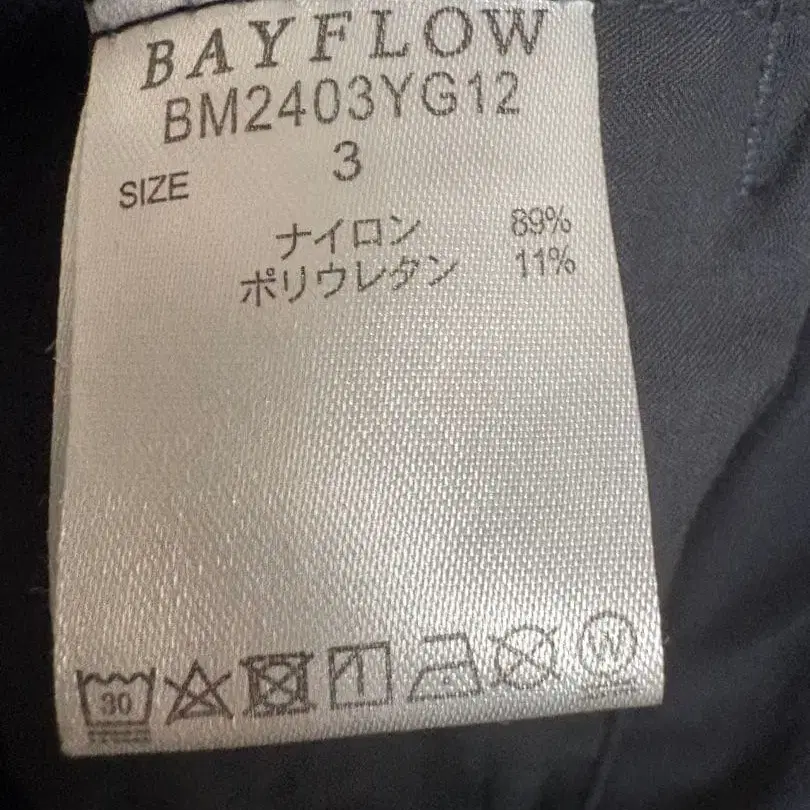 BAYFLOW
BM2403YG12
SIZE 3
ナイロン 89%
ポリウレタン 11%
30
W